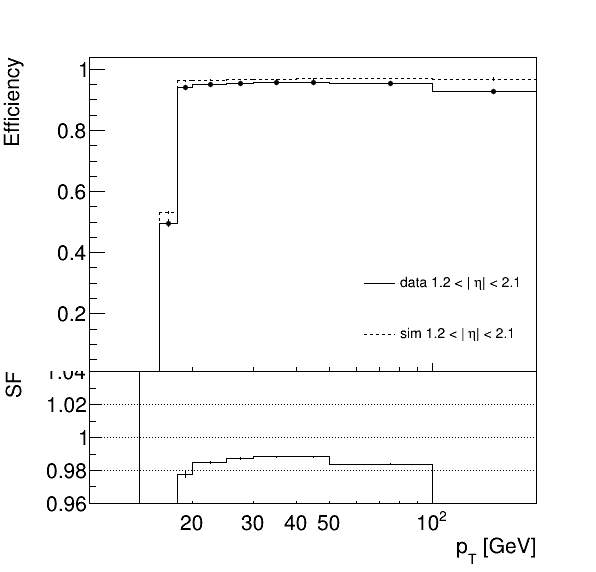 Efficiency
1
0.8
0.6
0.4
0.2
data 1.2 < | η| < 2.1
sim 1.2 < | η| < 2.1
SF
1.04
1.02
1
0.98
0.96
20 30 40 50 10²
p_T [GeV]